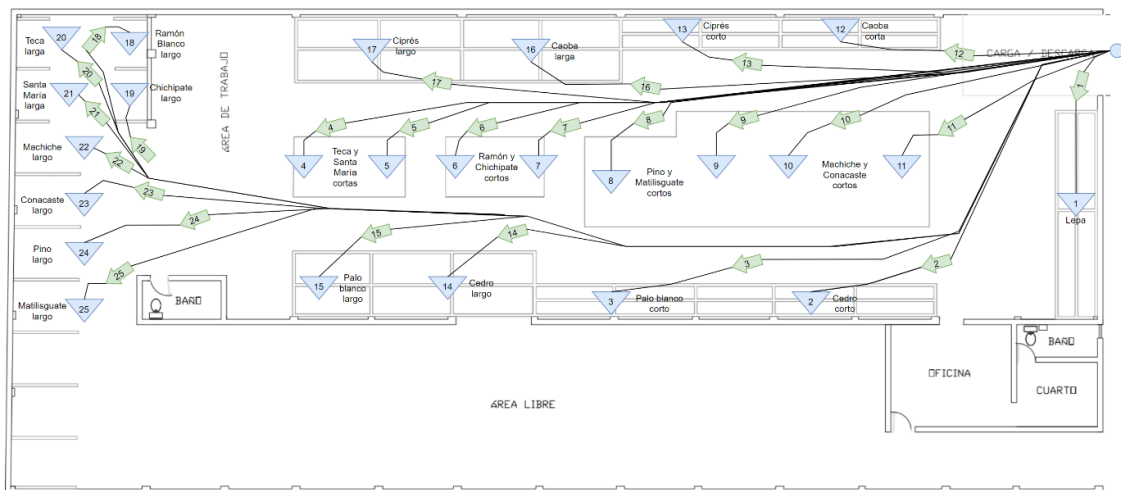 20
18
18
Ramón
Blanco
largo
Teca
larga
20
Santa
María
larga
21
19
Chichipate
largo
21
19
Machiche
largo
22
22
Conacaste
largo
23
23
Pino
largo
24
24
Matilisguate
largo
25
25
ÁREA DE TRABAJO
17
Ciprés
largo
17
16
Caoba
larga
16
13
Ciprés
corto
13
12
Caoba
corta
12
CARGA / DESCARGA
1
1
Lepa
4
4
Teca y
Santa
María
cortas
5
5
6
6
Ramón y
Chichipate
cortos
7
7
8
8
Pino y
Matilisguate
cortos
9
9
10
10
Machiche y
Conacaste
cortos
11
11
15
15
Palo
blanco
largo
14
14
Cedro
largo
3
3
Palo blanco
corto
2
2
Cedro
corto
BAÑO
ÁREA LIBRE
OFICINA
BAÑO
CUARTO